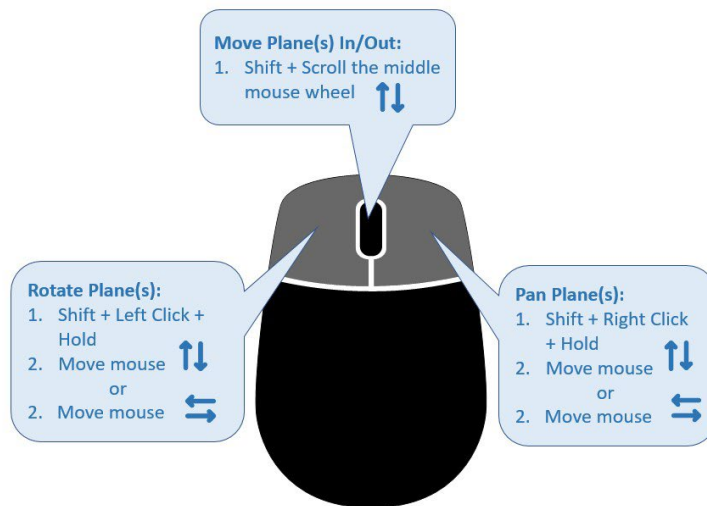 Move Plane(s) In/Out:
1. Shift + Scroll the middle
mouse wheel
Rotate Plane(s):
1. Shift + Left Click +
Hold
2. Move mouse
or
2. Move mouse
Pan Plane(s):
1. Shift + Right Click
+ Hold
2. Move mouse
or
2. Move mouse